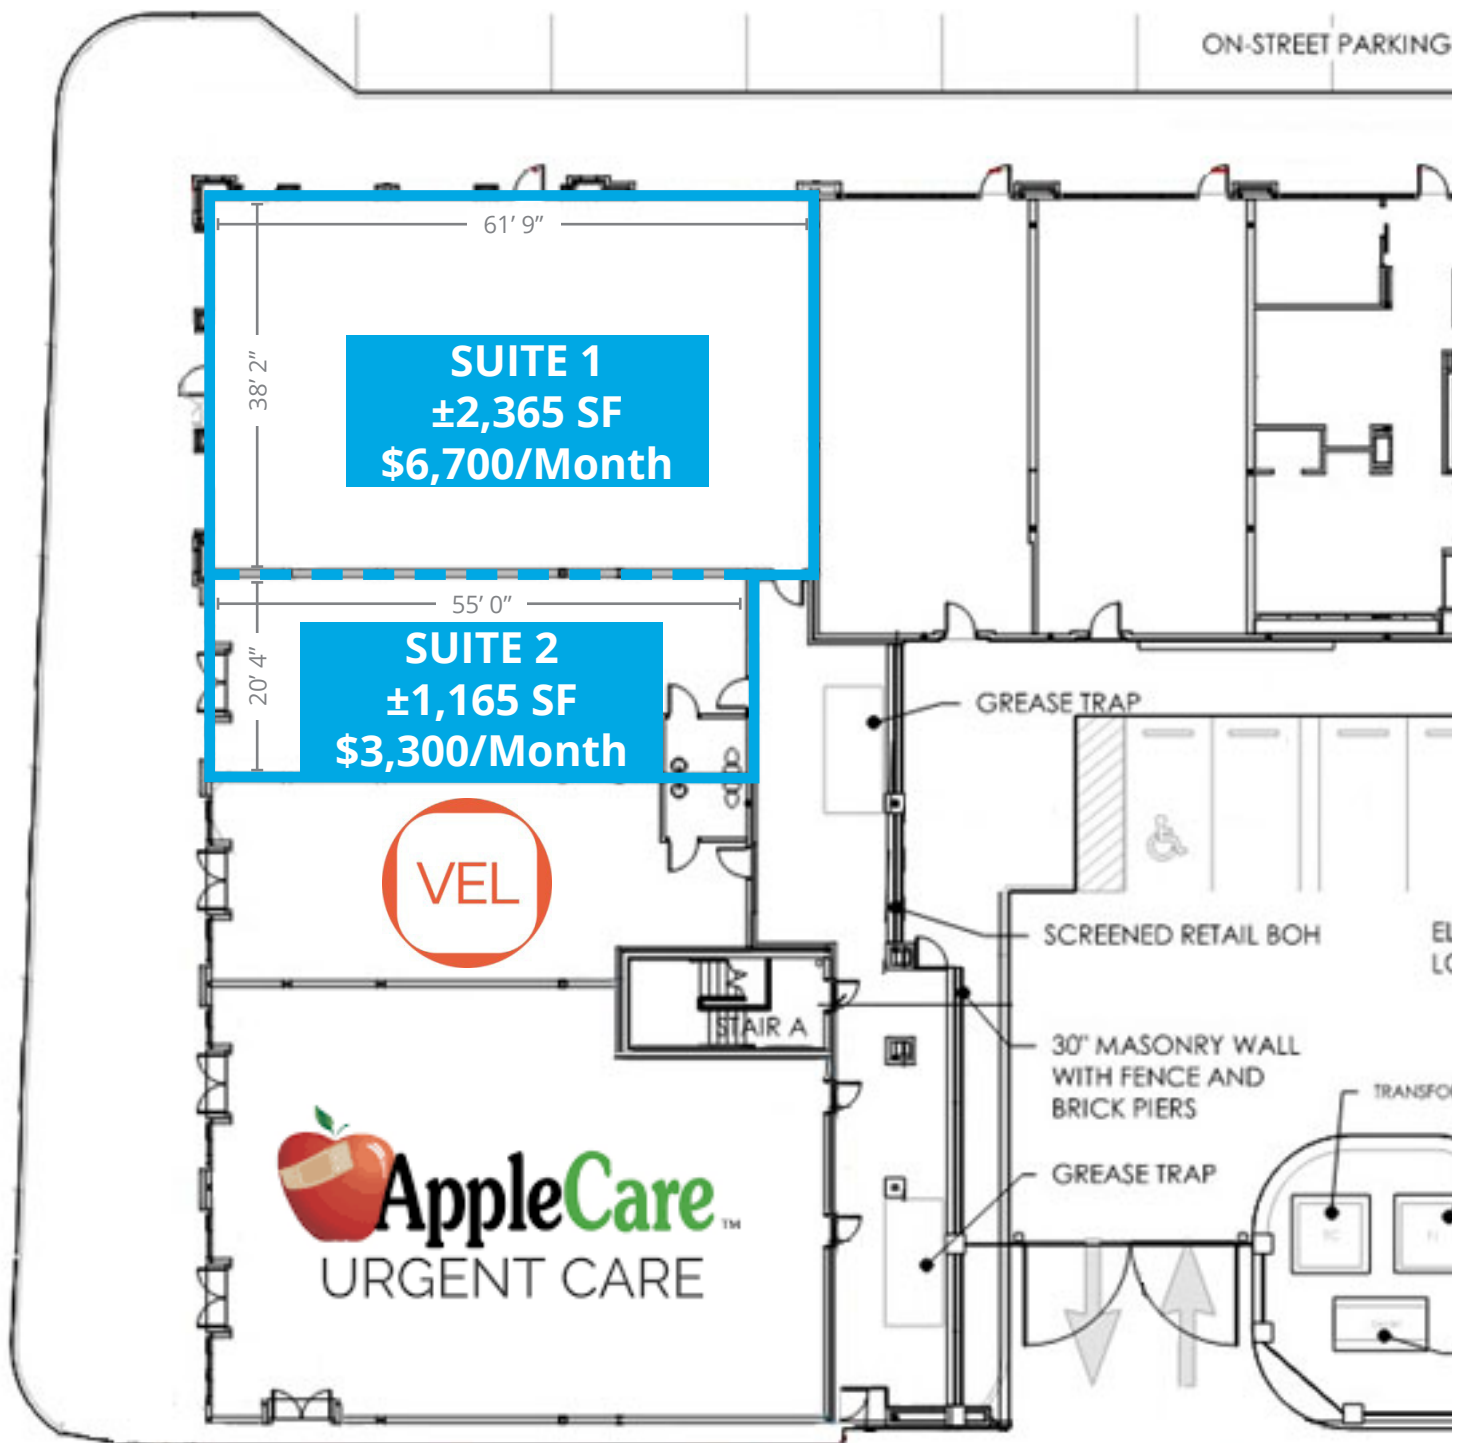 ON-STREET PARKING
61’ 9”
38’ 2”
SUITE 1
±2,365 SF
$6,700/Month
55’ 0”
20’ 4”
SUITE 2
±1,165 SF
$3,300/Month
GREASE TRAP
VEL
SCREENED RETAIL BOH
STAIR A
30" MASONRY WALL
WITH FENCE AND
BRICK PIERS
GREASE TRAP
AppleCare™
URGENT CARE